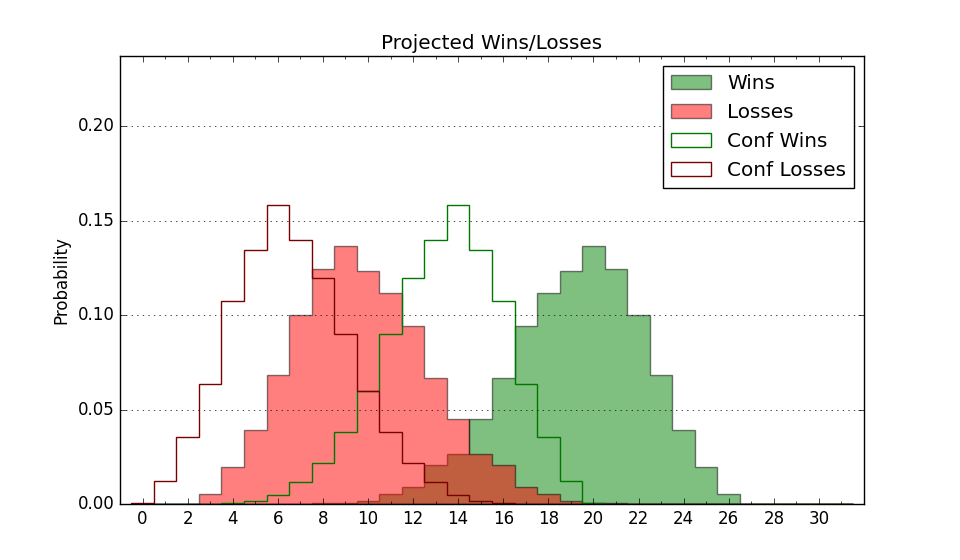 Projected Wins/Losses
Wins
Losses
Conf Wins
Conf Losses
Probability
0.20
0.15
0.10
0.05
0.00
0 2 4 6 8 10 12 14 16 18 20 22 24 26 28 30